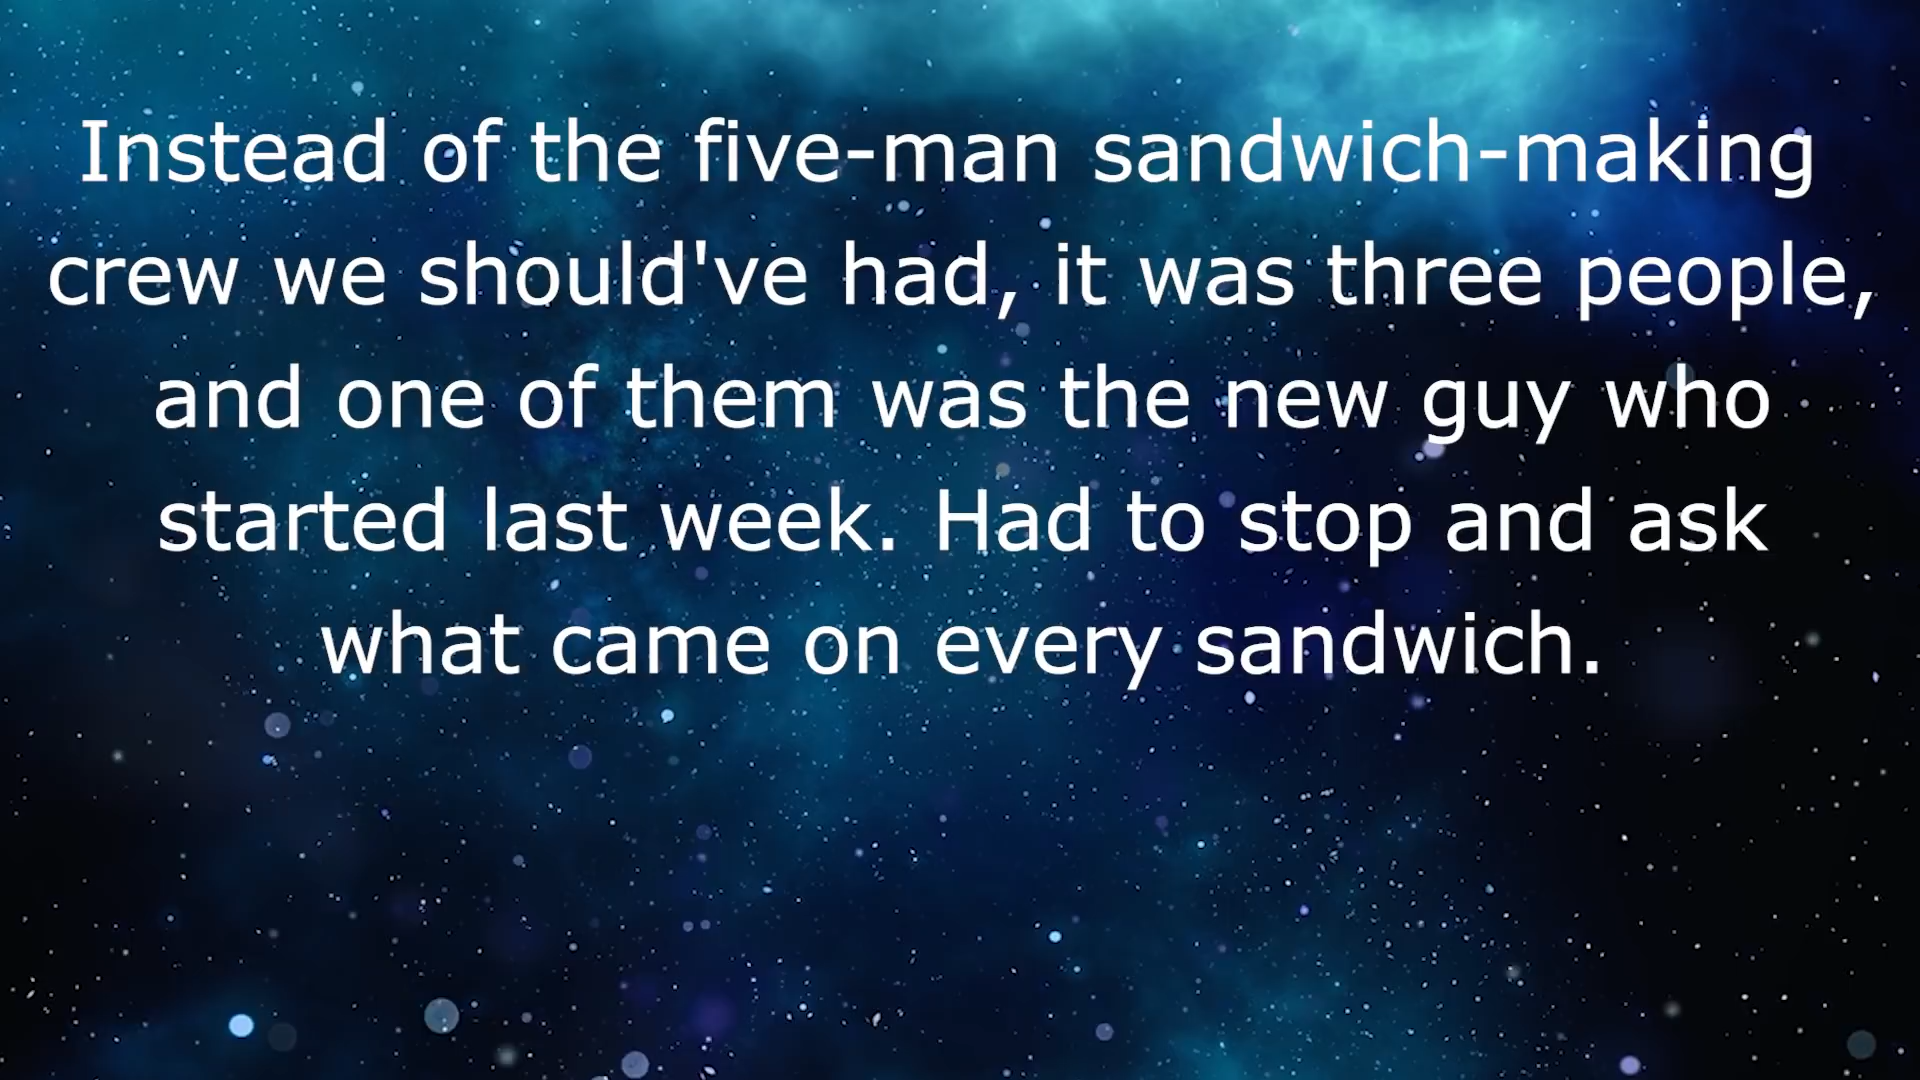 Instead of the five-man sandwich-making
crew we should've had, it was three people,
and one of them was the new guy who
started last week. Had to stop and ask
what came on every sandwich.